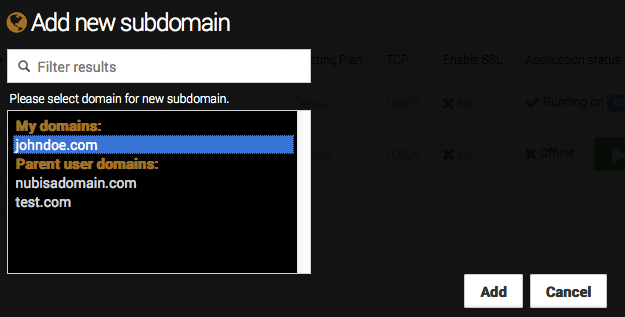 Add new subdomain
Filter results
Please select domain for new subdomain.
My domains:
johndoe.com
Parent user domains:
nubisadomain.com
test.com
Plan TCP Enable SSL Application status
No Running on
No Offline
Add Cancel